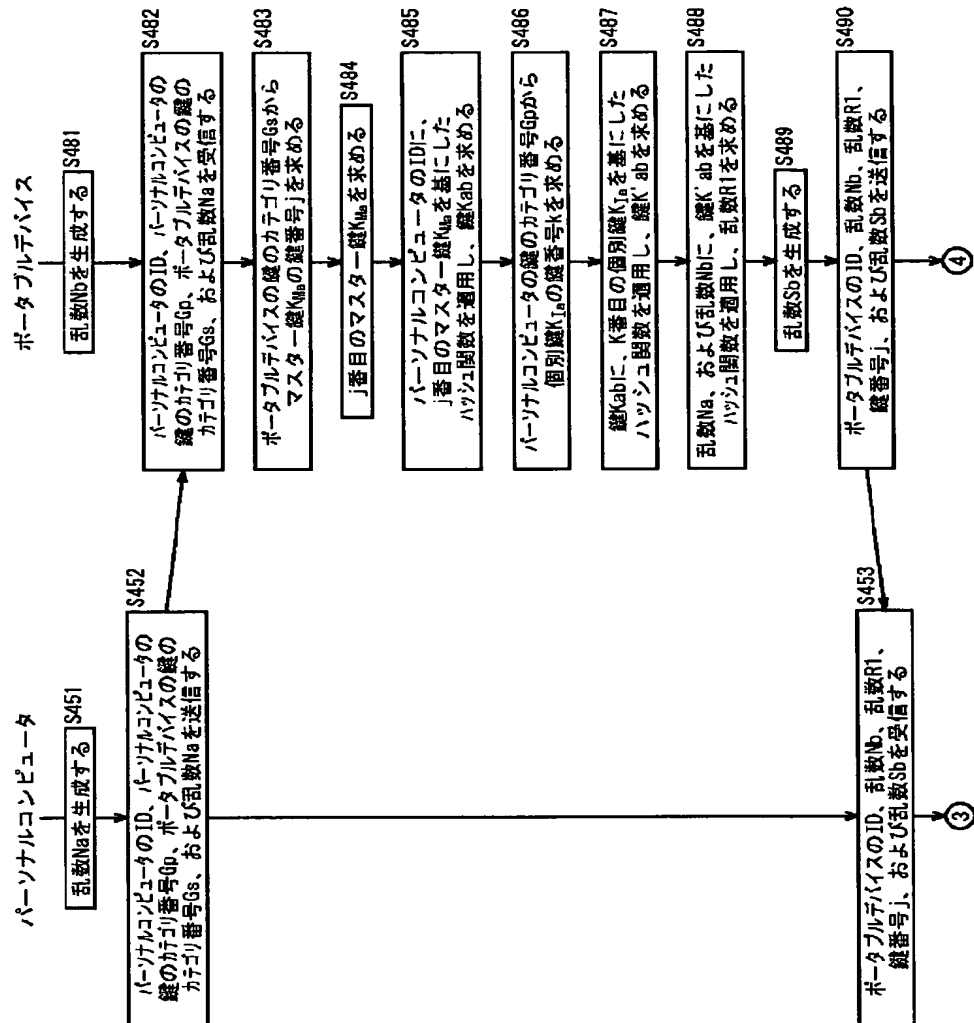 パーソナルコンピュータ
S451
乱数Naを生成する
S452
パーソナルコンピュータのID、パーソナルコンピュータの
鍵のカテゴリ番号Gp、ポータブルデバイスの鍵の
カテゴリ番号Gs、および乱数Naを送信する
S453
ポータブルデバイスのID、乱数Nb、乱数R1、
鍵番号j、および乱数Sbを受信する
③
ポータブルデバイス
S481
乱数Nbを生成する
S482
パーソナルコンピュータのID、パーソナルコンピュータの
鍵のカテゴリ番号Gp、ポータブルデバイスの鍵の
カテゴリ番号Gs、および乱数Naを受信する
S483
ポータブルデバイスの鍵のカテゴリ番号Gsから
マスター鍵KMaの鍵番号jを求める
S484
j番目のマスター鍵KMaを求める
S485
パーソナルコンピュータのIDに、
j番目のマスター鍵KMaを基にした
ハッシュ関数を適用し、鍵Kabを求める
S486
パーソナルコンピュータの鍵のカテゴリ番号Gpから
個別鍵KIaの鍵番号kを求める
S487
鍵Kabに、K番目の個別鍵KIaを基にした
ハッシュ関数を適用し、鍵K'abを求める
S488
乱数Na、および乱数Nbに、鍵K'abを基にした
ハッシュ関数を適用し、乱数R1を求める
S489
乱数Sbを生成する
S490
ポータブルデバイスのID、乱数Nb、乱数R1、
鍵番号j、および乱数Sbを送信する
④